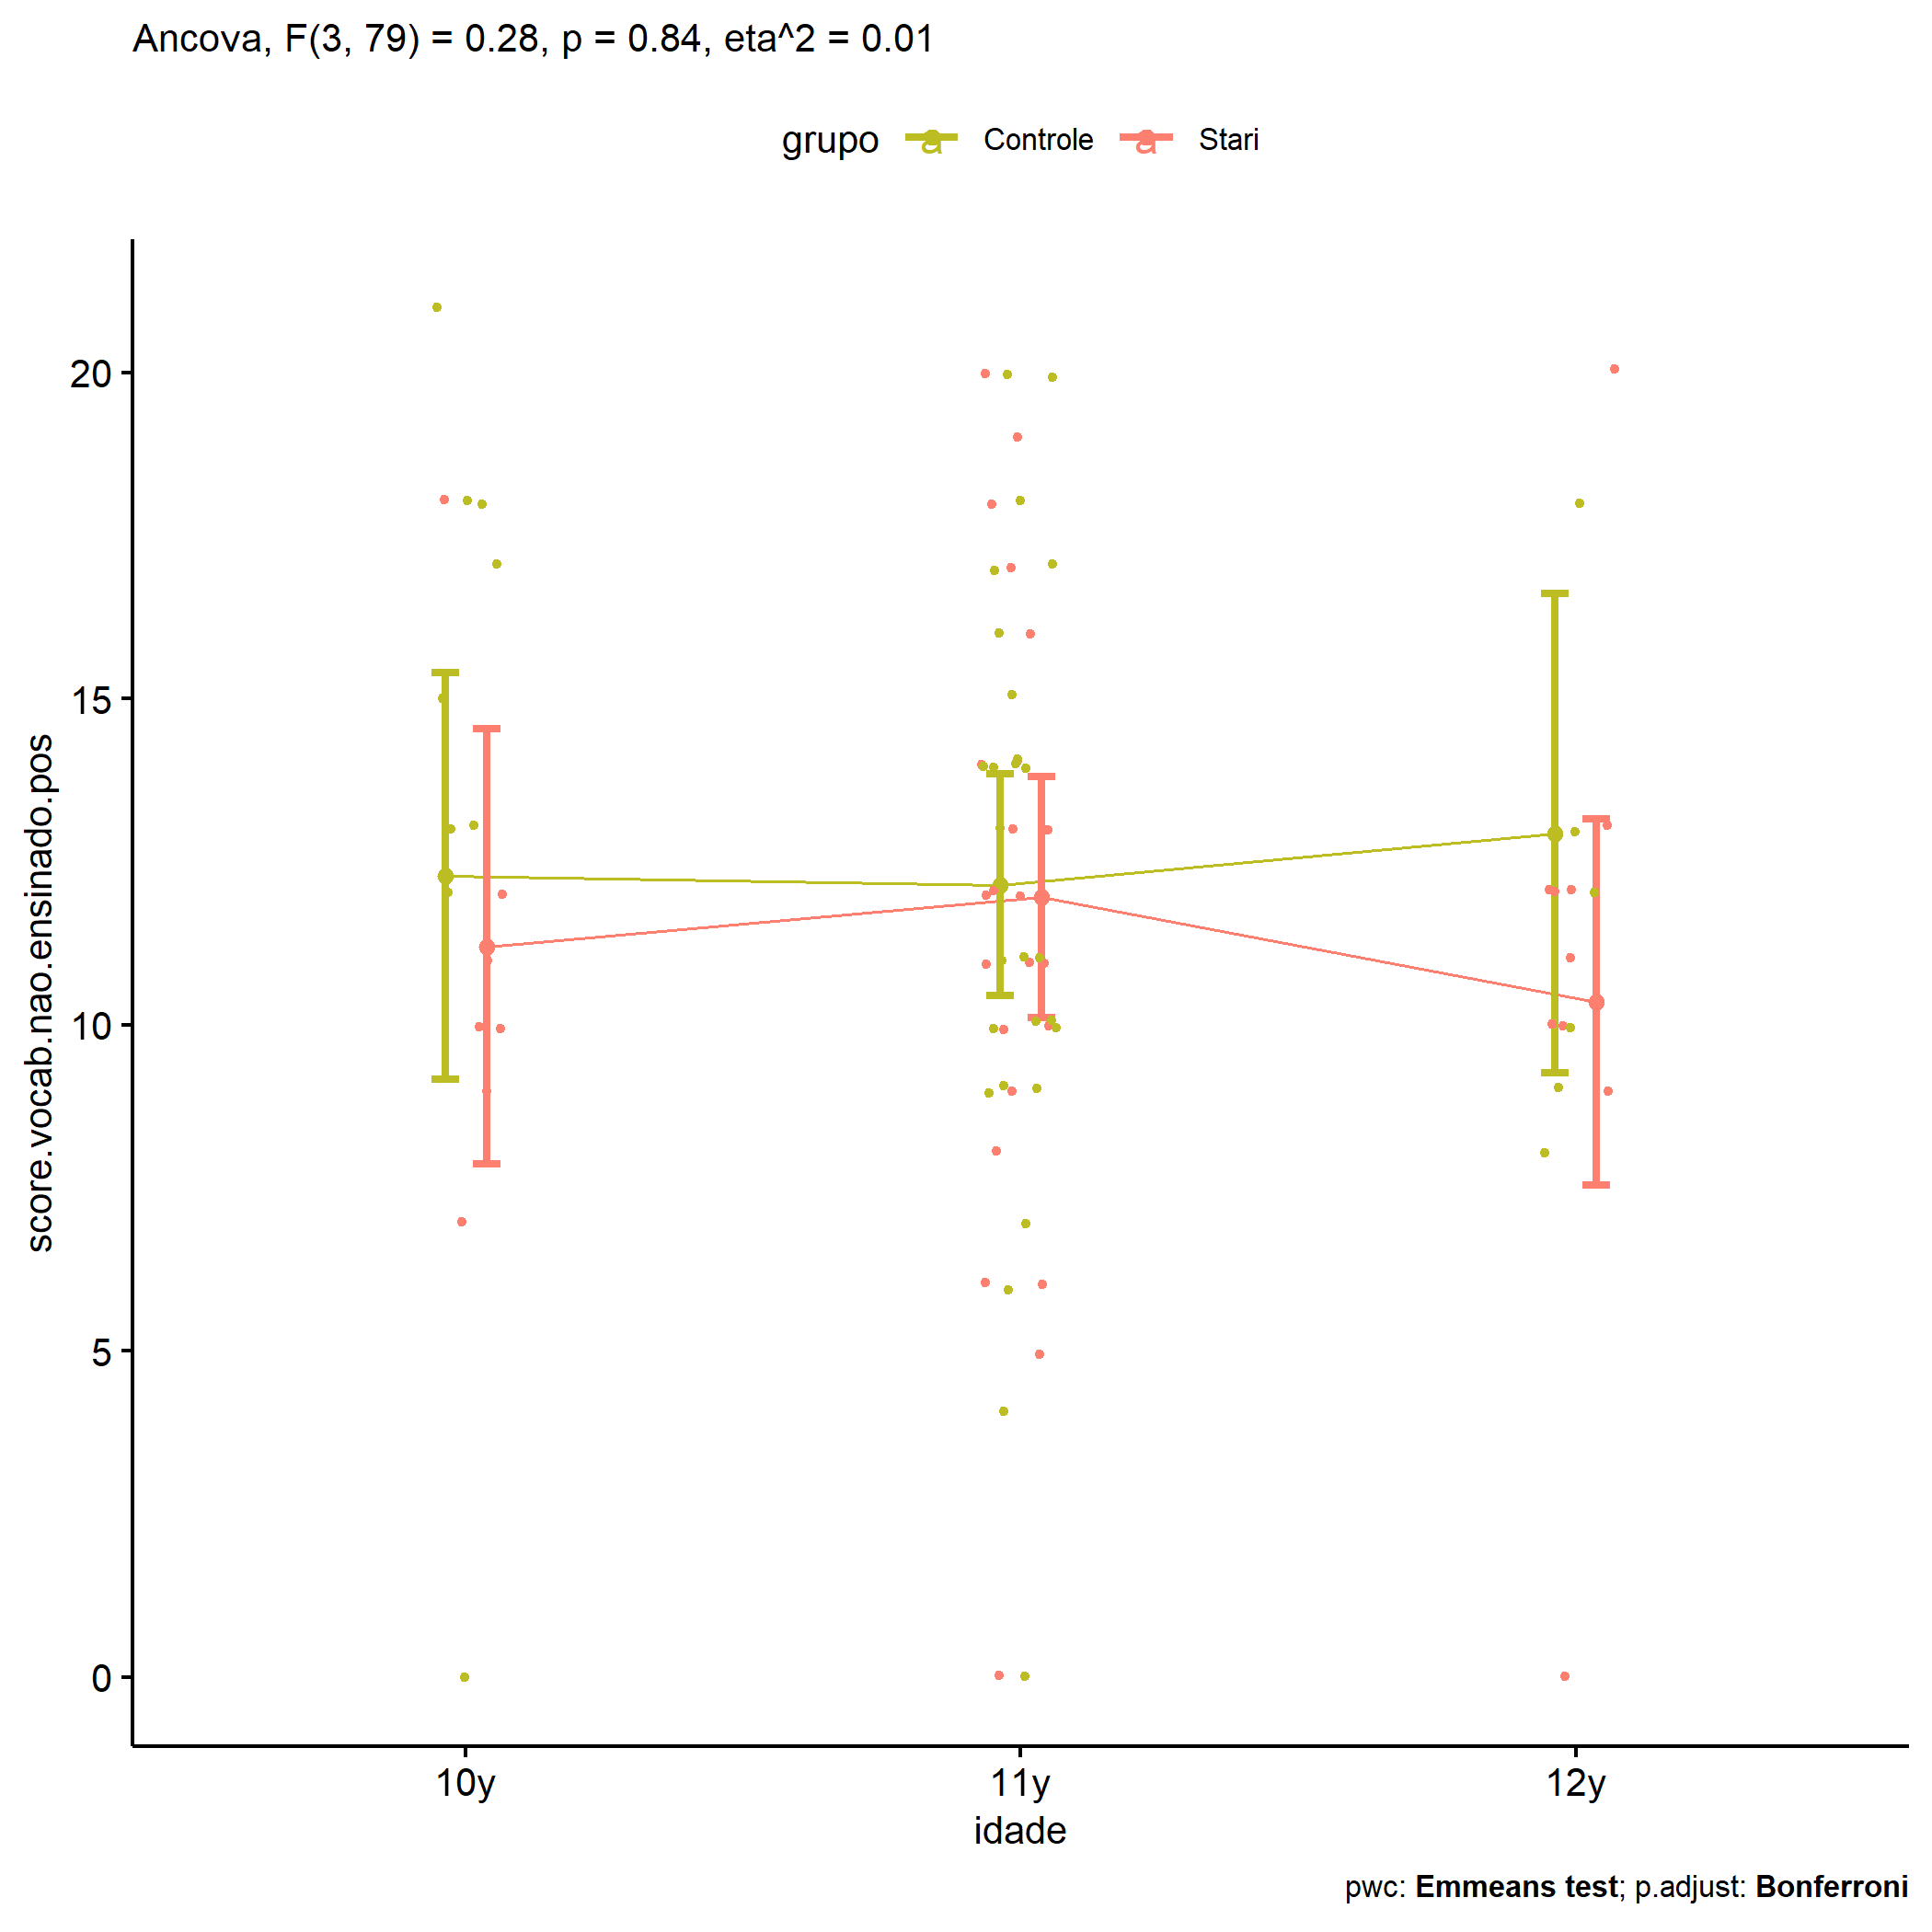 Ancova, F(3, 79) = 0.28, p = 0.84, eta^2 = 0.01
grupo a Controle a Stari
score.vocab.nao.ensinado.pos
20
15
10
5
0
10y 11y 12y
idade
pwc: Emmeans test; p.adjust: Bonferroni